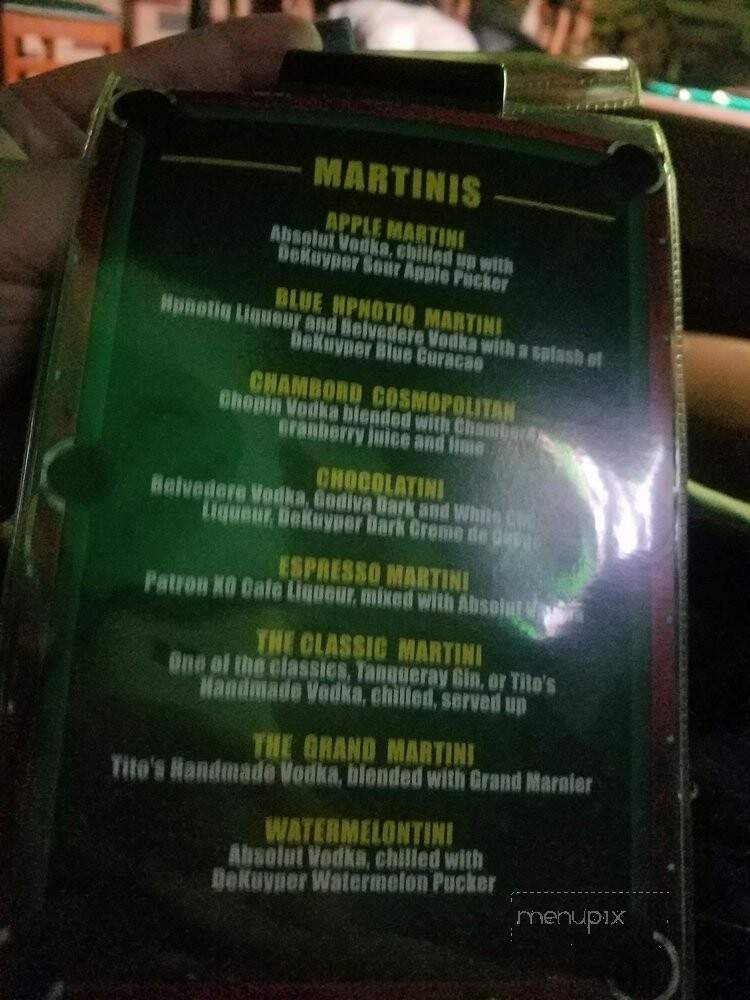 MARTINIS
APPLE MARTINI
Absolut Vodka, chilled up with
DeKuyper Sour Apple Pucker
BLUE HPNOTIQ MARTINI
Hpnotiq Liqueur and Belvedere Vodka with a splash of
DeKuyper Blue Curacao
CHAMBORD COSMOPOLITAN
Chopin Vodka blended with Chambord,
cranberry juice and lime
CHOCOLATINI
Belvedere Vodka, Godiva Dark and White
Liqueur, DeKuyper Dark Creme de
ESPRESSO MARTINI
Patron XO Cafe Liqueur, mixed with Absolut
THE CLASSIC MARTINI
One of the classics, Tanqueray Gin, or Tito's
Handmade Vodka, chilled, served up
THE GRAND MARTINI
Tito's Handmade Vodka, blended with Grand Marnier
WATERMELONTINI
Absolut Vodka, chilled with
DeKuyper Watermelon Pucker
menupix